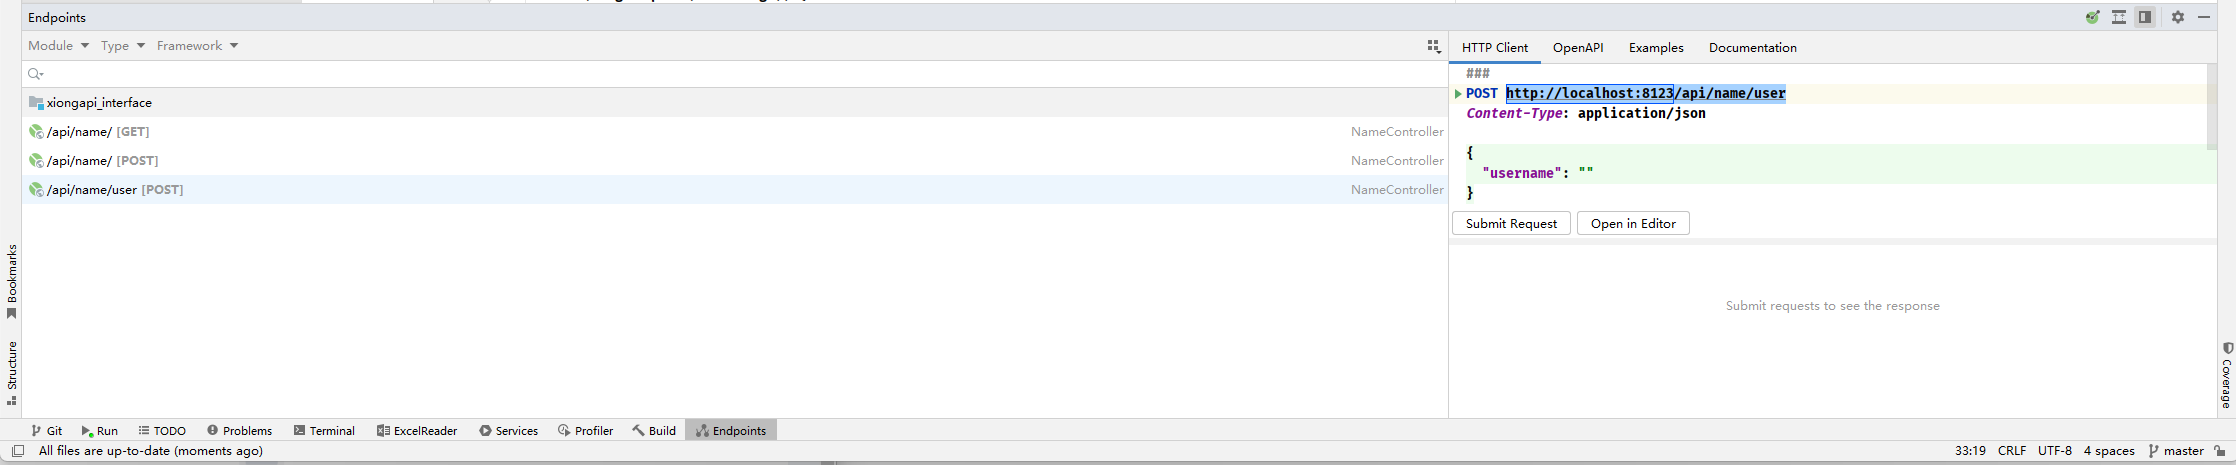 Endpoints
Module Type Framework
xiongapi_interface
/api/name/ [GET] NameController
/api/name/ [POST] NameController
/api/name/user [POST] NameController
HTTP Client OpenAPI Examples Documentation
###
POST http://localhost:8123/api/name/user
Content-Type: application/json
{
"username": ""
}
Submit Request Open in Editor
Submit requests to see the response
Bookmarks
Structure
Coverage
Git Run TODO Problems Terminal ExcelReader Services Profiler Build Endpoints
All files are up-to-date (moments ago) 33:19 CRLF UTF-8 4 spaces master